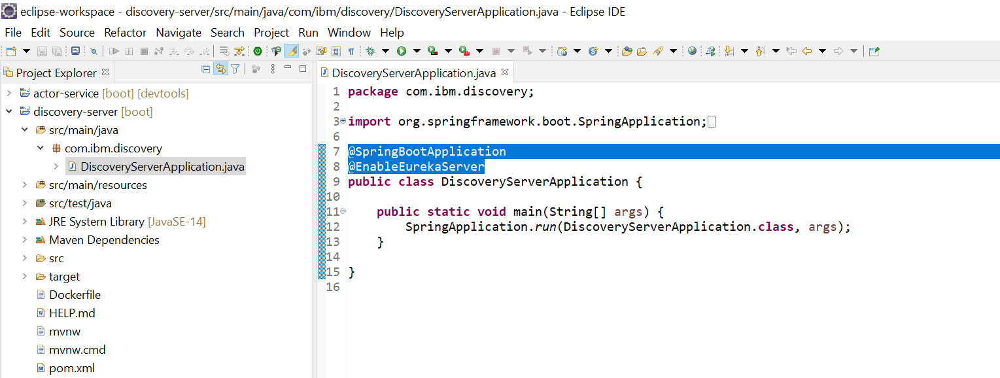 eclipse-workspace - discovery-server/src/main/java/com/ibm/discovery/DiscoveryServerApplication.java - Eclipse IDE
File Edit Source Refactor Navigate Search Project Run Window Help
Project Explorer
actor-service [boot] [devtools]
discovery-server [boot]
src/main/java
com.ibm.discovery
DiscoveryServerApplication.java
src/main/resources
src/test/java
JRE System Library [JavaSE-14]
Maven Dependencies
src
target
Dockerfile
HELP.md
mvnw
mvnw.cmd
pom.xml
DiscoveryServerApplication.java
1 package com.ibm.discovery;
2
3 import org.springframework.boot.SpringApplication;
6
7 @SpringBootApplication
8 @EnableEurekaServer
9 public class DiscoveryServerApplication {
10
11 public static void main(String[] args) {
12 SpringApplication.run(DiscoveryServerApplication.class, args);
13 }
14
15 }
16